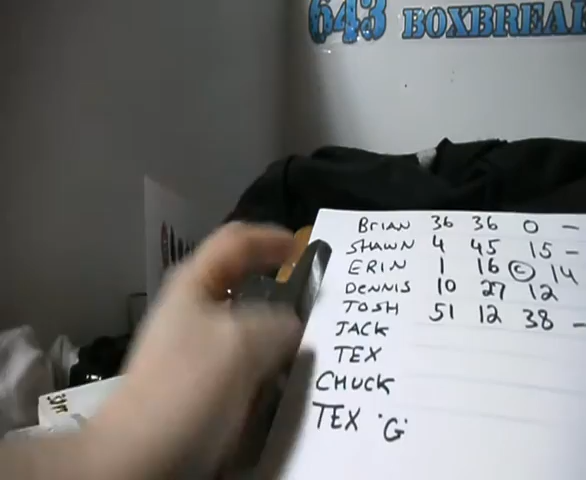 643 BOXBREAK
BRIAN 36 36 0 -
SHAWN 4 45 15 -
ERIN 1 16 © 14
DENNIS 10 27 12
TOSH 51 12 38 -
JACK
TEX
CHUCK
TEX "G"